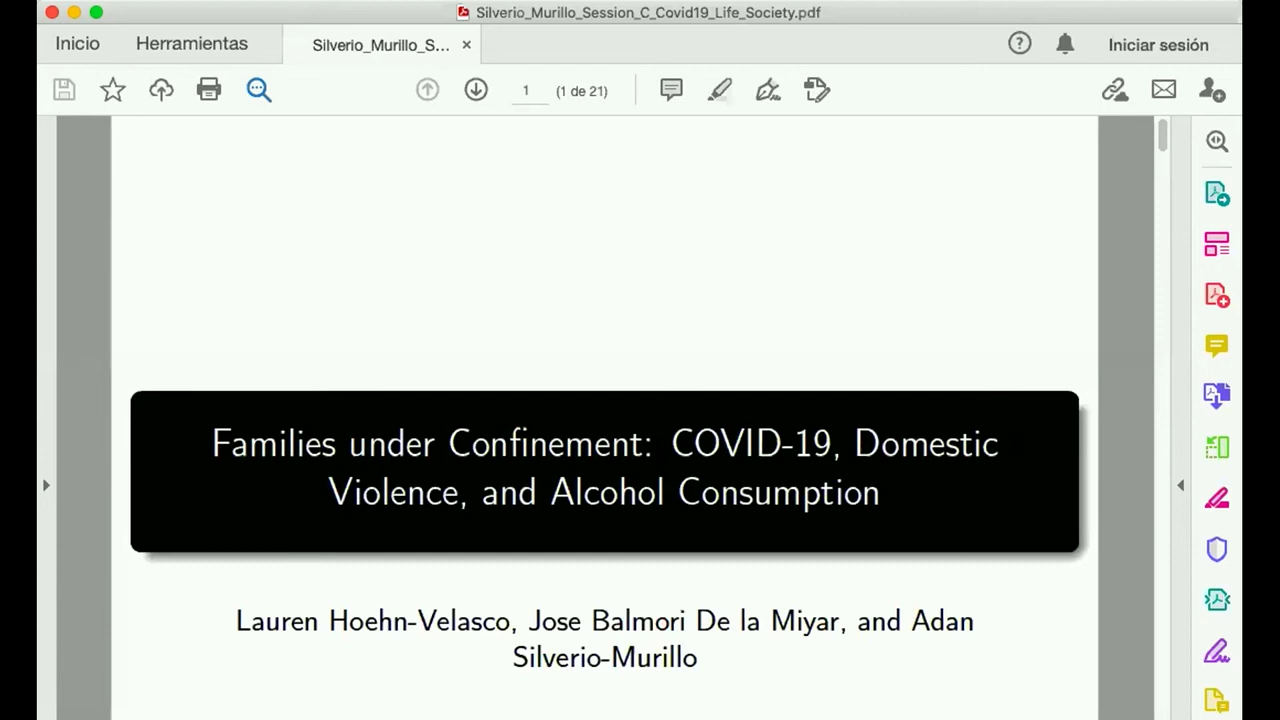 Silverio_Murillo_Session_C_Covid19_Life_Society.pdf
Inicio
Herramientas
Silverio_Murillo_S... ×
Iniciar sesión
1
(1 de 21)
Families under Confinement: COVID-19, Domestic
Violence, and Alcohol Consumption
Lauren Hoehn-Velasco, Jose Balmori De la Miyar, and Adan
Silverio-Murillo